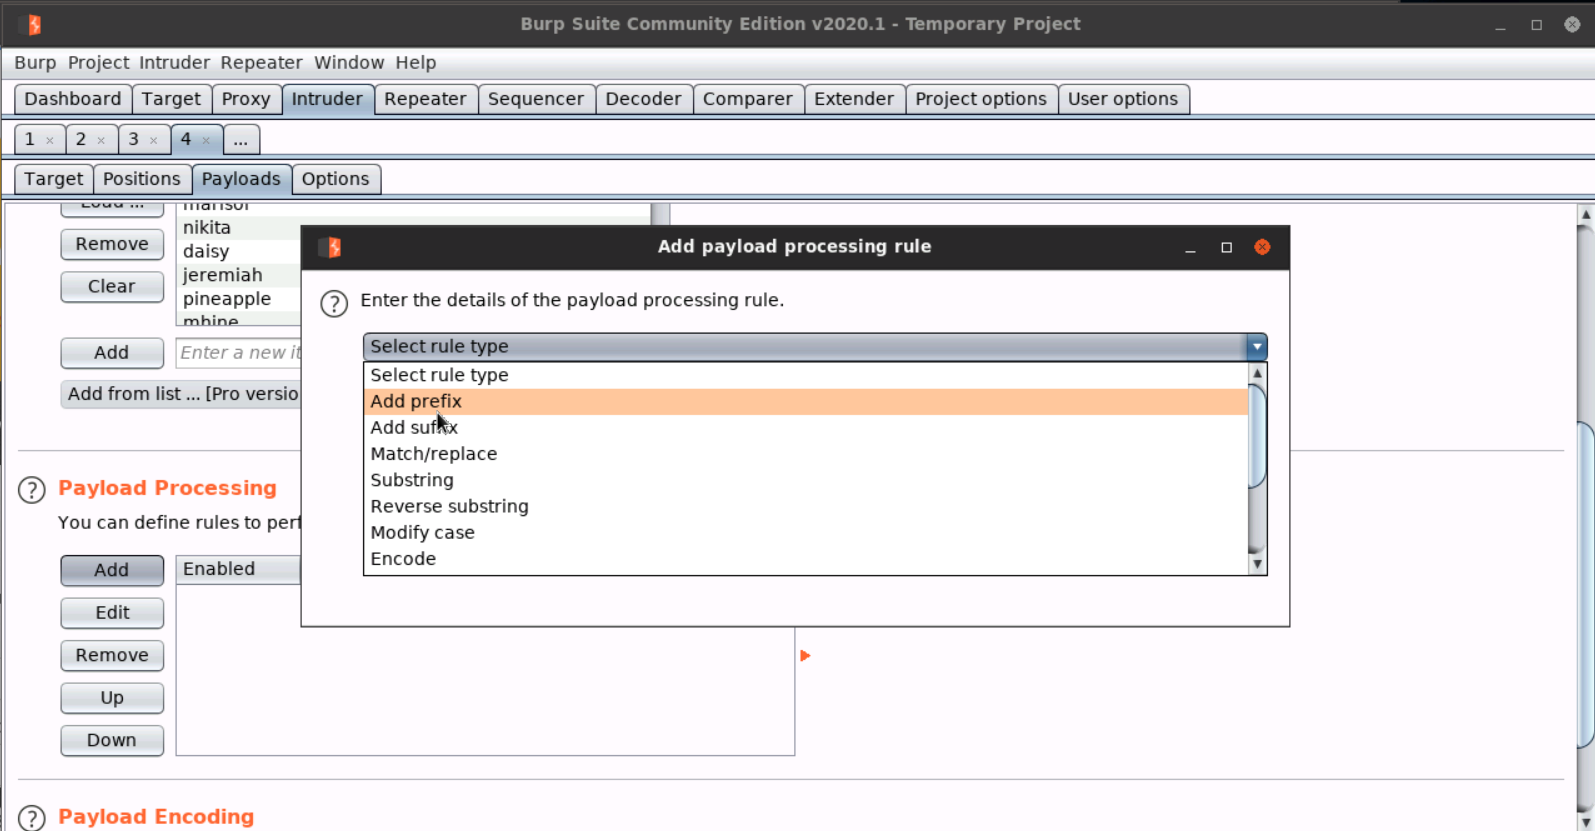 Burp Suite Community Edition v2020.1 - Temporary Project
Burp Project Intruder Repeater Window Help
Dashboard Target Proxy Intruder Repeater Sequencer Decoder Comparer Extender Project options User options
1 × 2 × 3 × 4 × ...
Target Positions Payloads Options
Load ... marisol
nikita
Remove
daisy
jeremiah
Clear
pineapple
mhine
Add Enter a new it
Add from list ... [Pro versio
Add payload processing rule
Enter the details of the payload processing rule.
Select rule type
Select rule type
Add prefix
Add suffix
Match/replace
Substring
Reverse substring
Modify case
Encode
? Payload Processing
You can define rules to perf
Add Enabled
Edit
Remove
Up
Down
? Payload Encoding